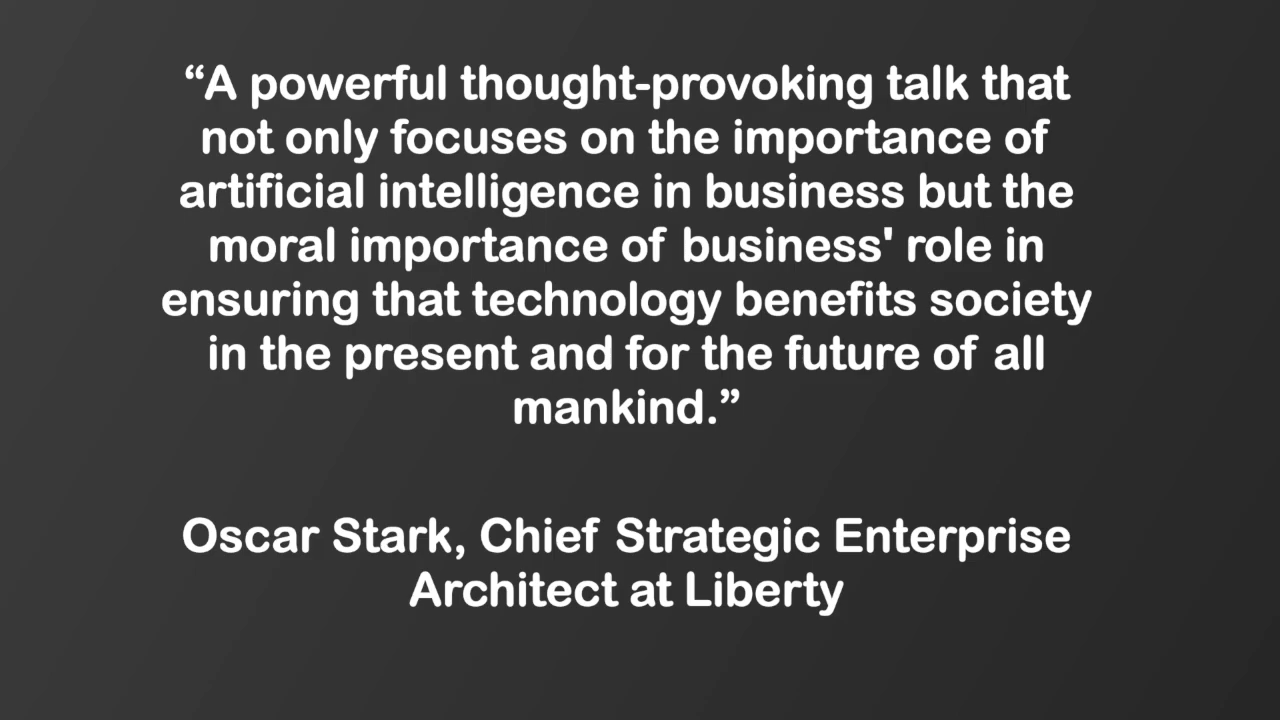 “A powerful thought-provoking talk that
not only focuses on the importance of
artificial intelligence in business but the
moral importance of business' role in
ensuring that technology benefits society
in the present and for the future of all
mankind.”
Oscar Stark, Chief Strategic Enterprise
Architect at Liberty